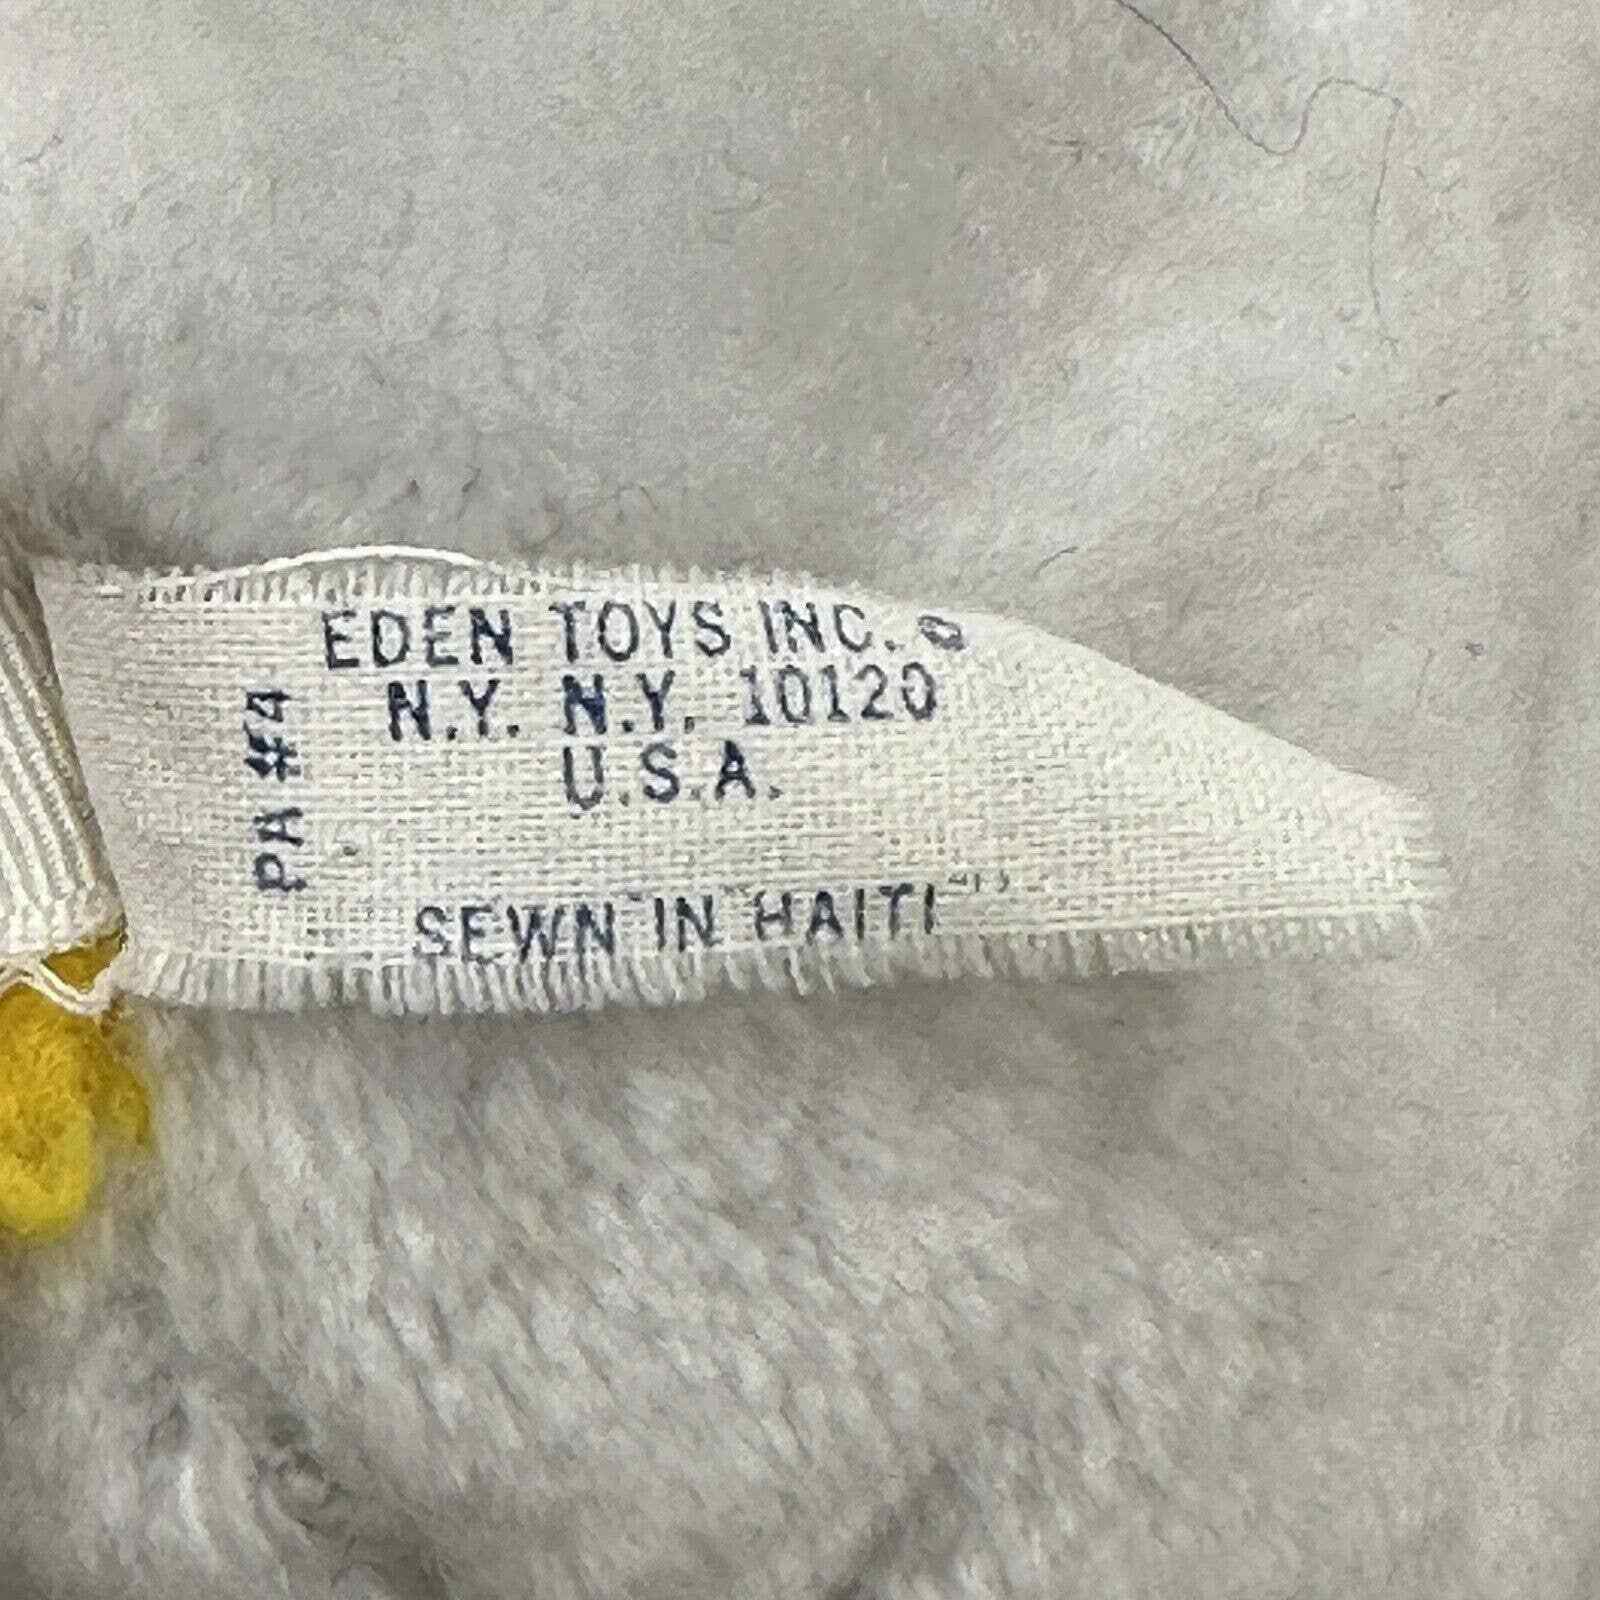 EDEN TOYS INC. ©
N.Y. N.Y. 10120
U.S.A.
SEWN IN HAITI
PA #4